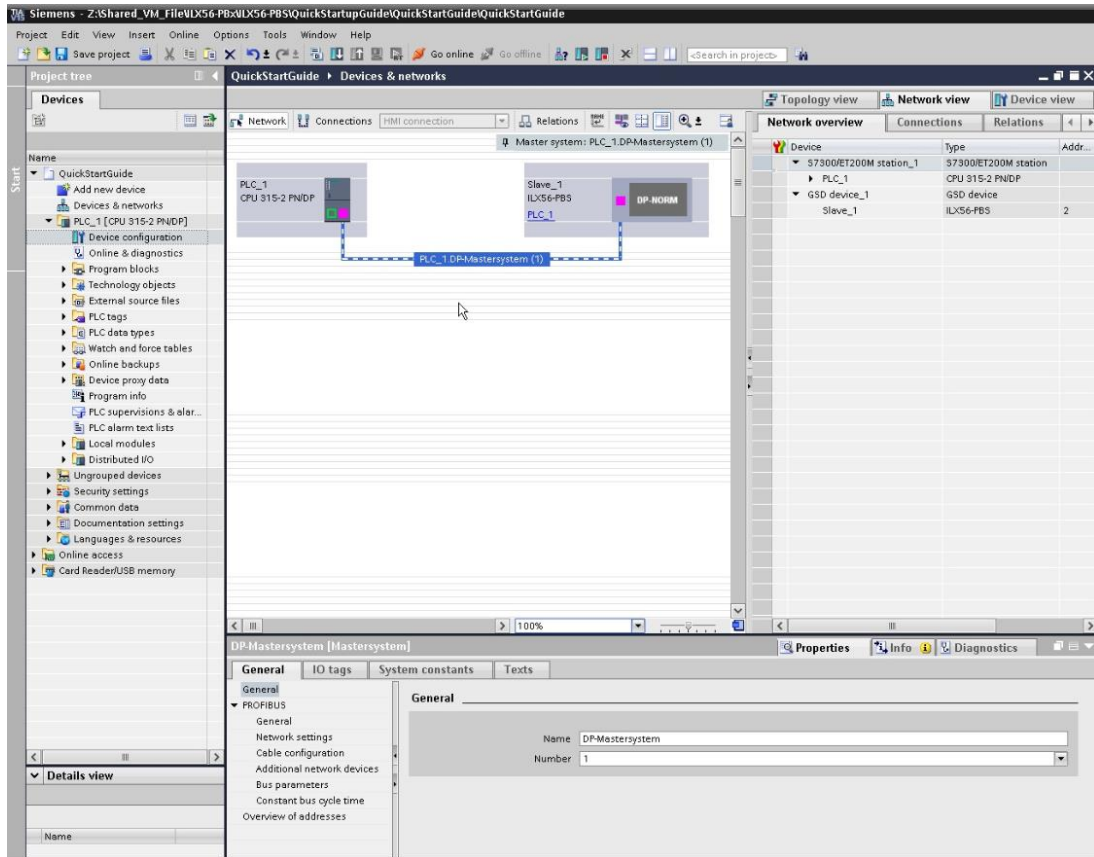 Siemens - Z:\Shared_VM_File\ILX56-PBx\ILX56-PBS\QuickStartupGuide\QuickStartGuide\QuickStartGuide
Project Edit View Insert Online Options Tools Window Help
Save project Go online Go offline <Search in project>
Project tree
QuickStartGuide ▸ Devices & networks
Devices
Topology view Network view Device view
Network Connections HMI connection Relations
Network overview Connections Relations
Master system: PLC_1.DP-Mastersystem (1)
Start
Name
QuickStartGuide
Add new device
Devices & networks
PLC_1 [CPU 315-2 PN/DP]
Device configuration
Online & diagnostics
Program blocks
Technology objects
External source files
PLC tags
PLC data types
Watch and force tables
Online backups
Device proxy data
Program info
PLC supervisions & alar...
PLC alarm text lists
Local modules
Distributed I/O
Ungrouped devices
Security settings
Common data
Documentation settings
Languages & resources
Online access
Card Reader/USB memory
PLC_1
CPU 315-2 PN/DP
Slave_1
ILX56-PBS
PLC_1
DP-NORM
PLC_1.DP-Mastersystem (1)
Device Type Addr...
S7300/ET200M station_1 S7300/ET200M station
PLC_1 CPU 315-2 PN/DP
GSD device_1 GSD device
Slave_1 ILX56-PBS 2
100%
DP-Mastersystem [Mastersystem]
Properties Info Diagnostics
General IO tags System constants Texts
General
PROFIBUS
General
Network settings
Cable configuration
Additional network devices
Bus parameters
Constant bus cycle time
Overview of addresses
General
Name DP-Mastersystem
Number 1
Details view
Name